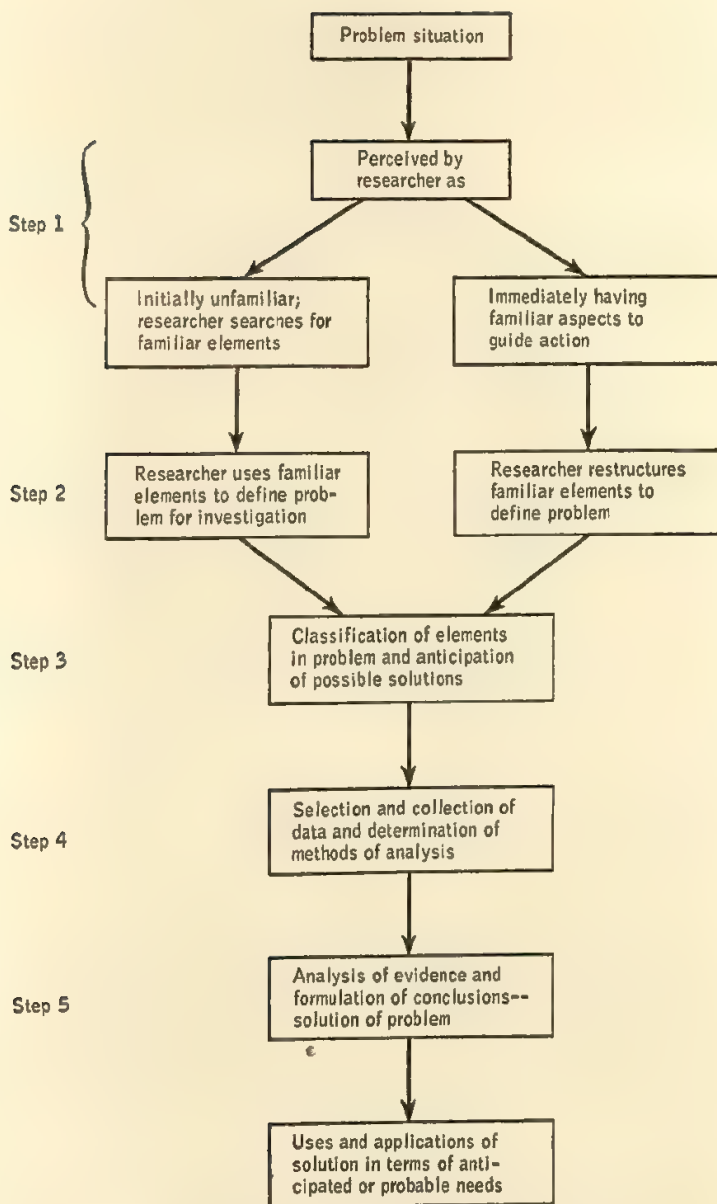 Problem situation
Perceived by
researcher as
Step 1
Initially unfamiliar;
researcher searches for
familiar elements
Immediately having
familiar aspects to
guide action
Step 2
Researcher uses familiar
elements to define prob-
lem for investigation
Researcher restructures
familiar elements to
define problem
Step 3
Classification of elements
in problem and anticipation
of possible solutions
Step 4
Selection and collection of
data and determination of
methods of analysis
Step 5
Analysis of evidence and
formulation of conclusions--
solution of problem
Uses and applications of
solution in terms of anti-
cipated or probable needs